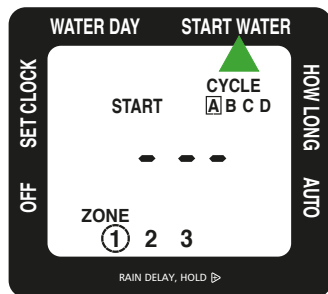 WATER DAY START WATER
SET CLOCK
OFF
HOW LONG
AUTO
CYCLE
START A B C D
- - -
ZONE
1 2 3
RAIN DELAY, HOLD